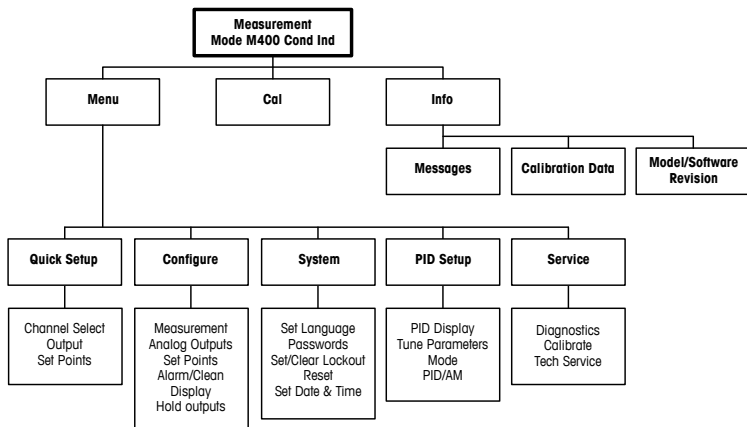 Measurement
Mode M400 Cond Ind
Menu
Cal
Info
Messages
Calibration Data
Model/Software
Revision
Quick Setup
Configure
System
PID Setup
Service
Channel Select
Output
Set Points
Measurement
Analog Outputs
Set Points
Alarm/Clean
Display
Hold outputs
Set Language
Passwords
Set/Clear Lockout
Reset
Set Date & Time
PID Display
Tune Parameters
Mode
PID/AM
Diagnostics
Calibrate
Tech Service